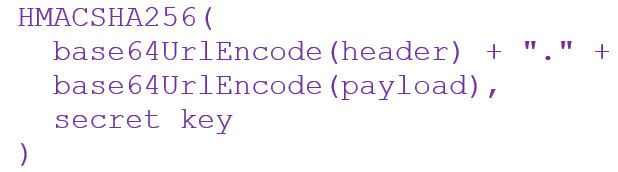 HMACSHA256(
  base64UrlEncode(header) + "." +
  base64UrlEncode(payload),
  secret key
)